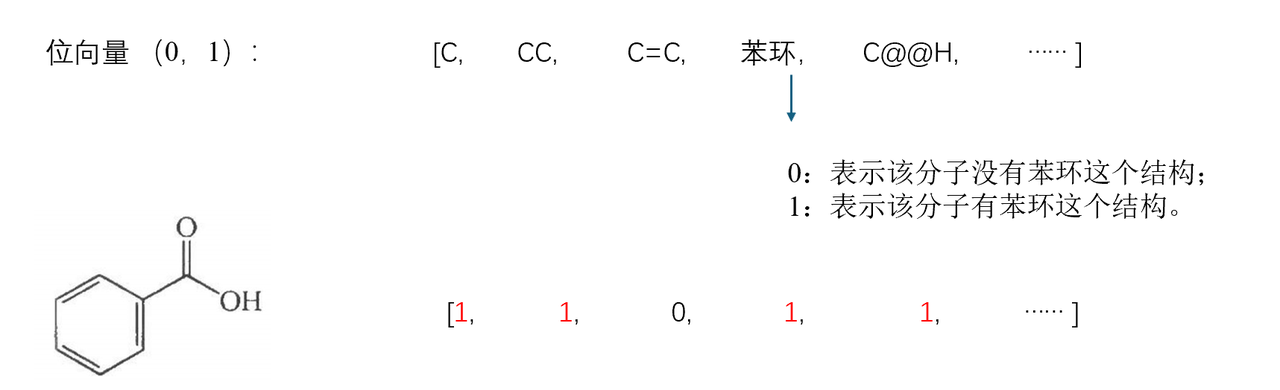 位向量 （0，1）: [C, CC, C=C, 苯环, C@@H, ……]
0：表示该分子没有苯环这个结构；
1：表示该分子有苯环这个结构。
O
OH
[1, 1, 0, 1, 1, ……]